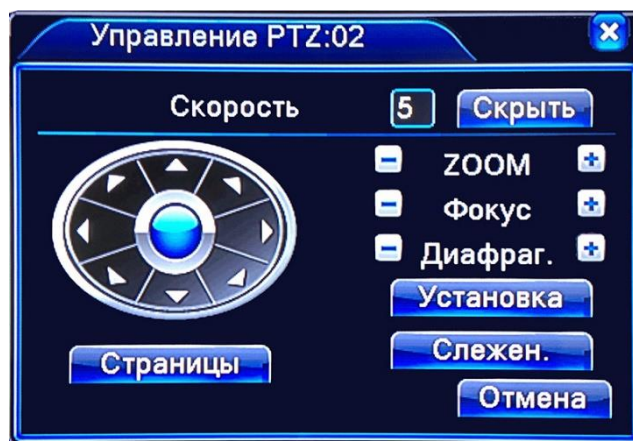 Управление PTZ:02
Скорость 5 Скрыть
ZOOM
Фокус
Диафраг.
Установка
Страницы
Слежен.
Отмена